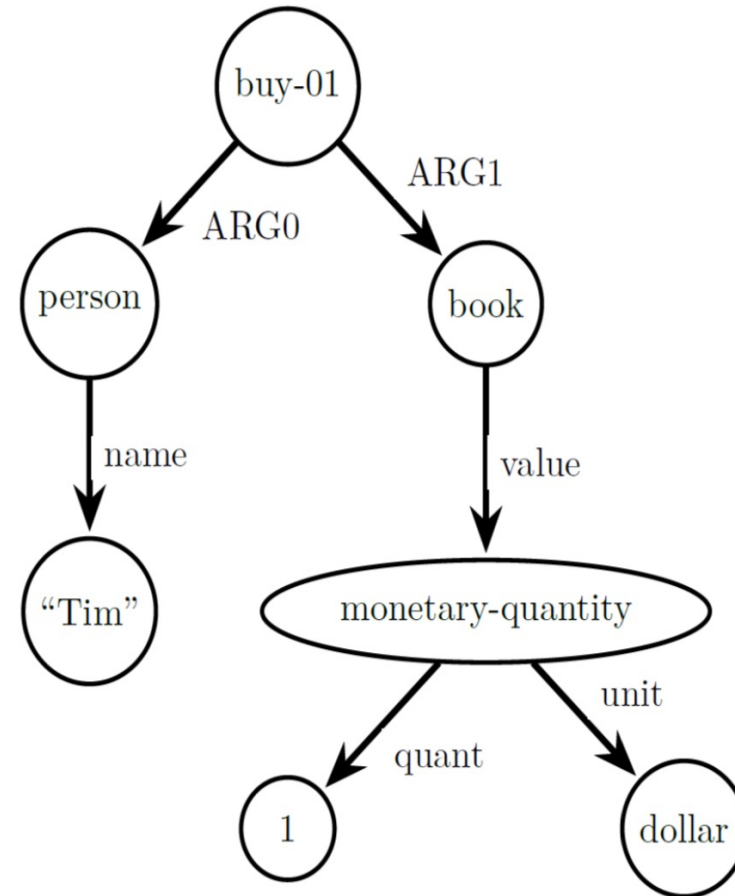 buy-01
ARG1
ARG0
person
book
name
value
“Tim”
monetary-quantity
unit
quant
1
dollar